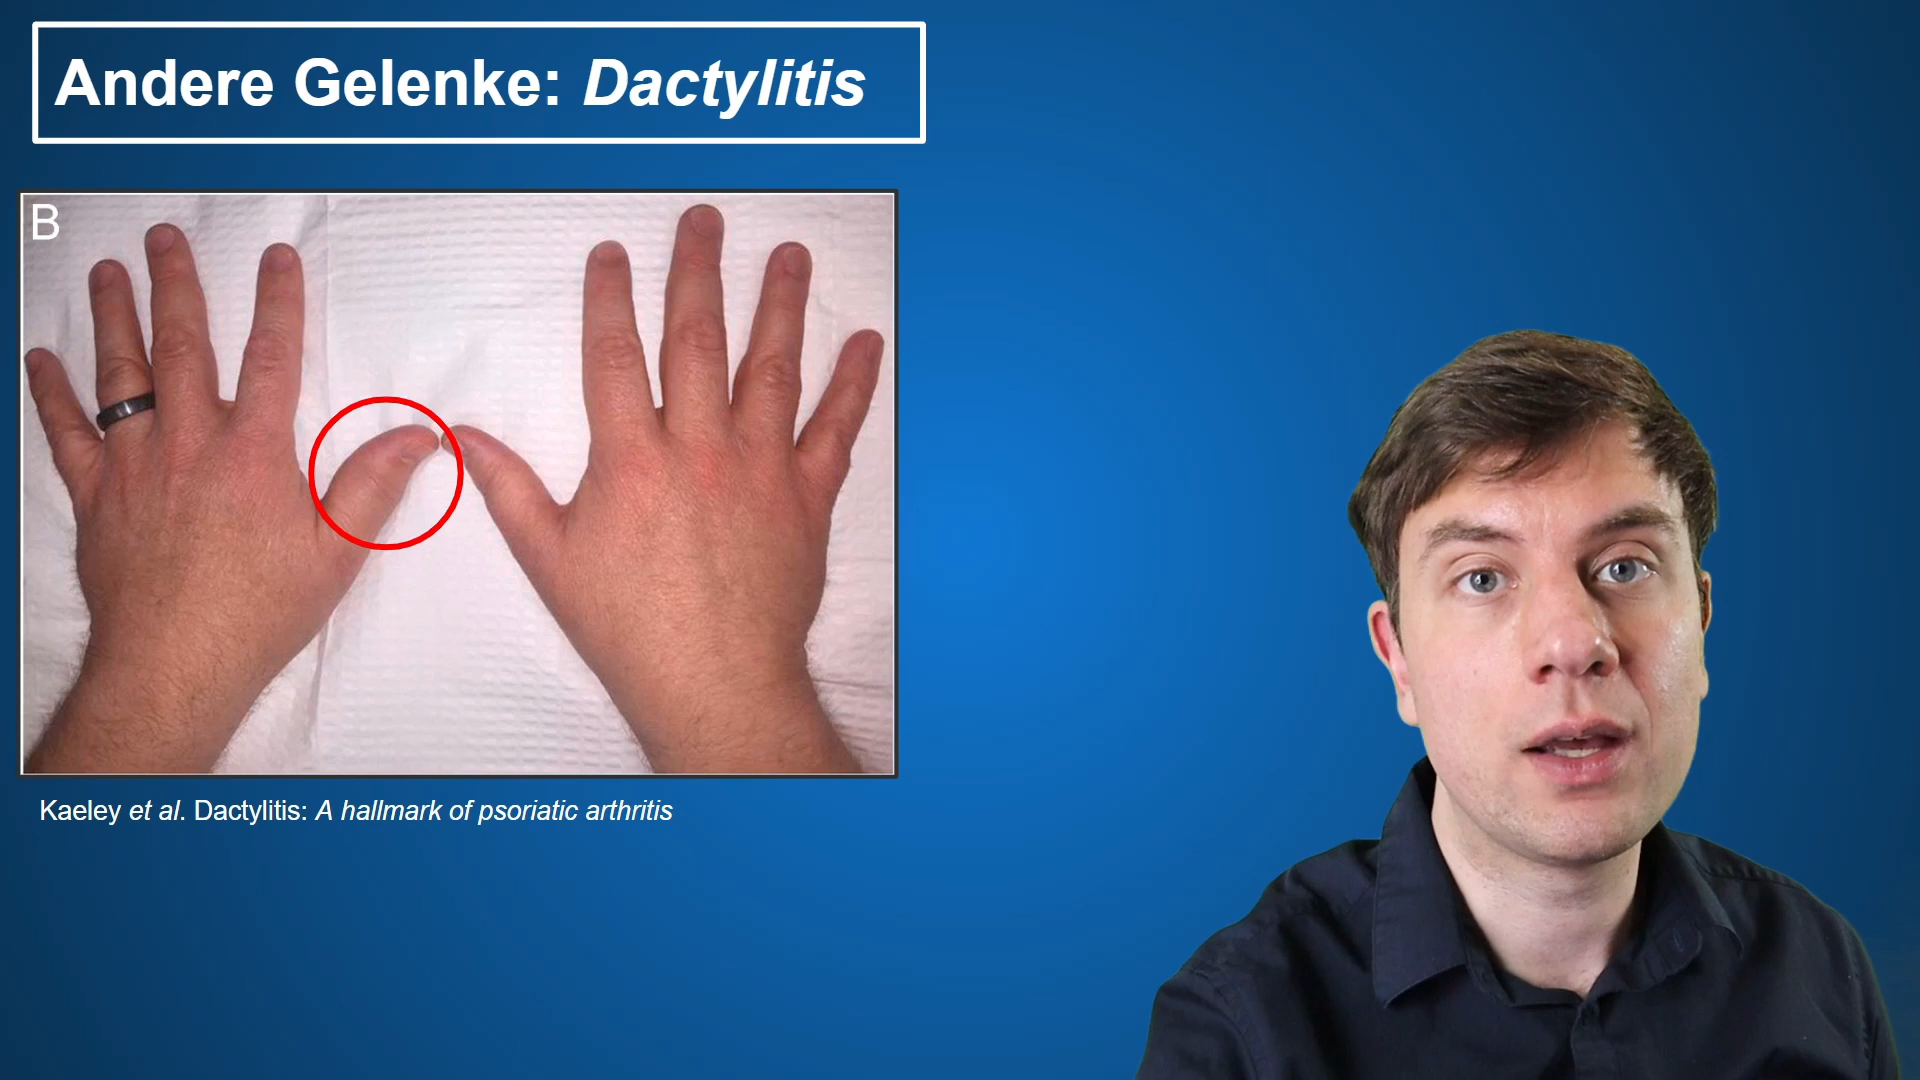 Andere Gelenke: Dactylitis
B
Kaeley et al. Dactylitis: A hallmark of psoriatic arthritis